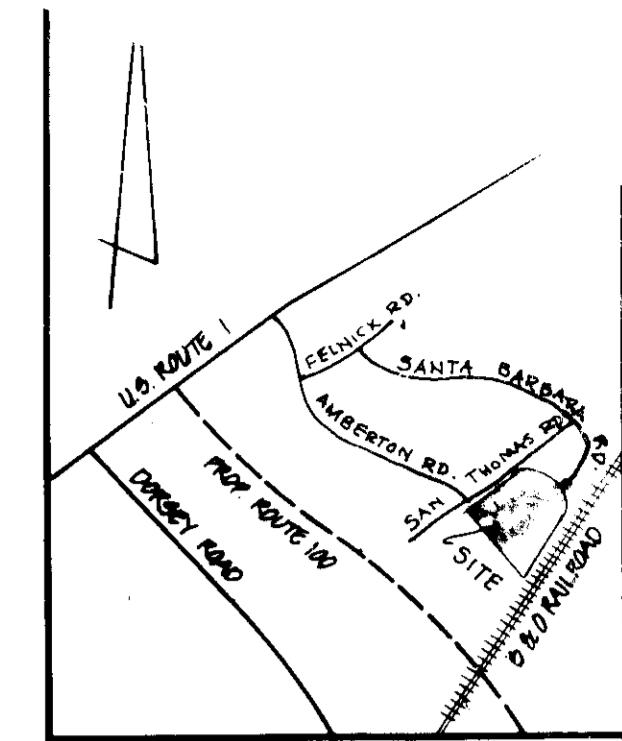 U.S. ROUTE 1
FELNICK RD.
SANTA BARBARA RD.
AMBERTON RD.
SAN THOMAS RD.
PROP. ROUTE 100
DORSEY ROAD
SITE
B & O RAILROAD